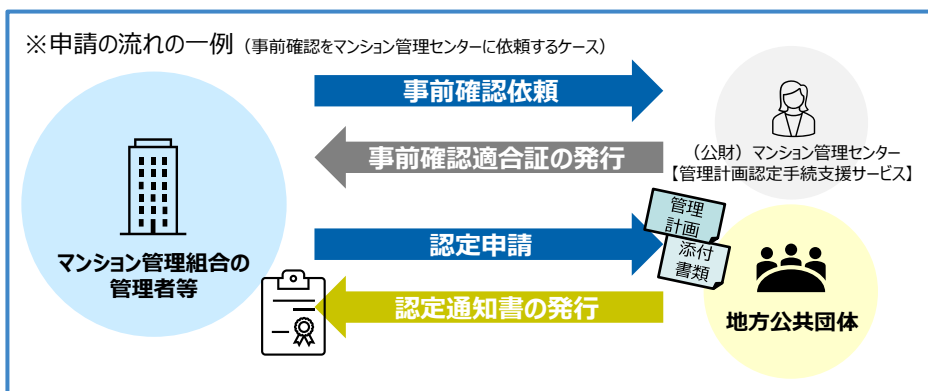 ※申請の流れの一例（事前確認をマンション管理センターに依頼するケース）
事前確認依頼
事前確認適合証の発行
（公財）マンション管理センター
【管理計画認定手続支援サービス】
マンション管理組合の
管理者等
認定申請
管理
計画
添付
書類
認定通知書の発行
地方公共団体